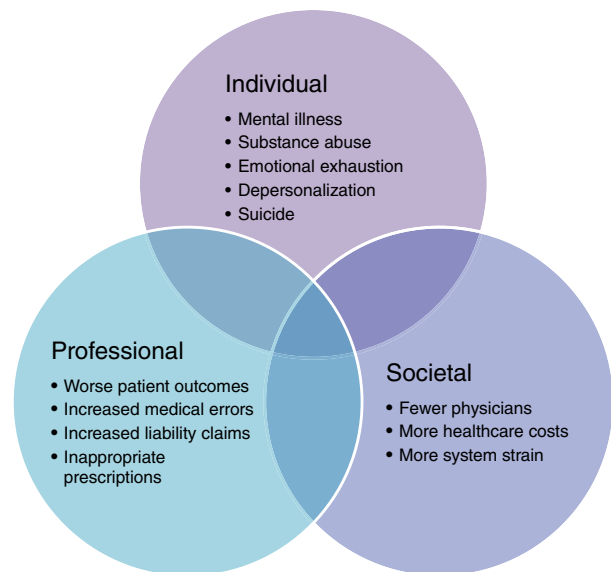 Individual
• Mental illness
• Substance abuse
• Emotional exhaustion
• Depersonalization
• Suicide
Professional
• Worse patient outcomes
• Increased medical errors
• Increased liability claims
• Inappropriate
prescriptions
Societal
• Fewer physicians
• More healthcare costs
• More system strain